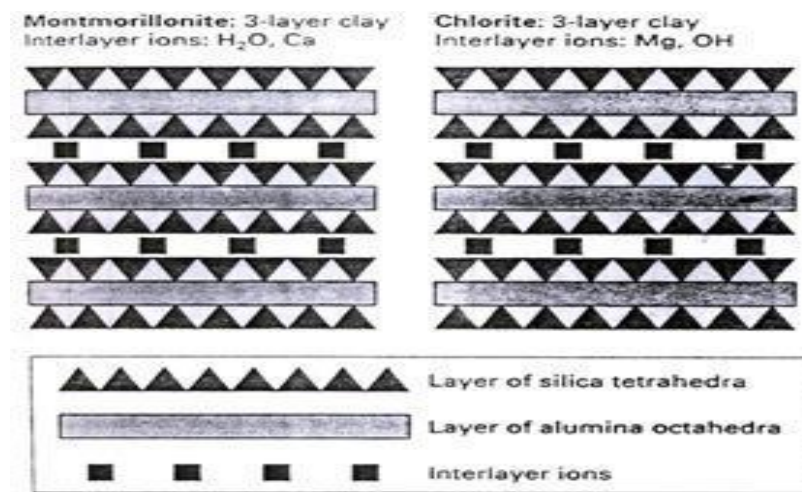 Montmorillonite: 3-layer clay
Interlayer ions: H₂O, Ca
Chlorite: 3-layer clay
Interlayer ions: Mg, OH
Layer of silica tetrahedra
Layer of alumina octahedra
Interlayer ions